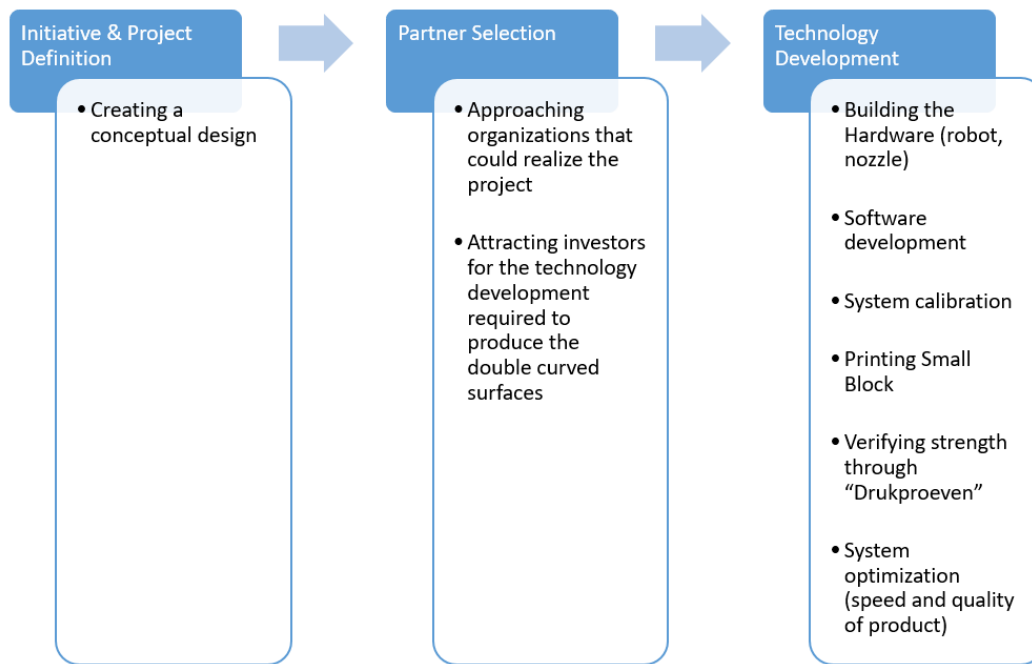 Initiative & Project
Definition
• Creating a
conceptual design
Partner Selection
• Approaching
organizations that
could realize the
project
• Attracting investors
for the technology
development
required to
produce the
double curved
surfaces
Technology
Development
• Building the
Hardware (robot,
nozzle)
• Software
development
• System calibration
• Printing Small
Block
• Verifying strength
through
“Drukproeven”
• System
optimization
(speed and quality
of product)